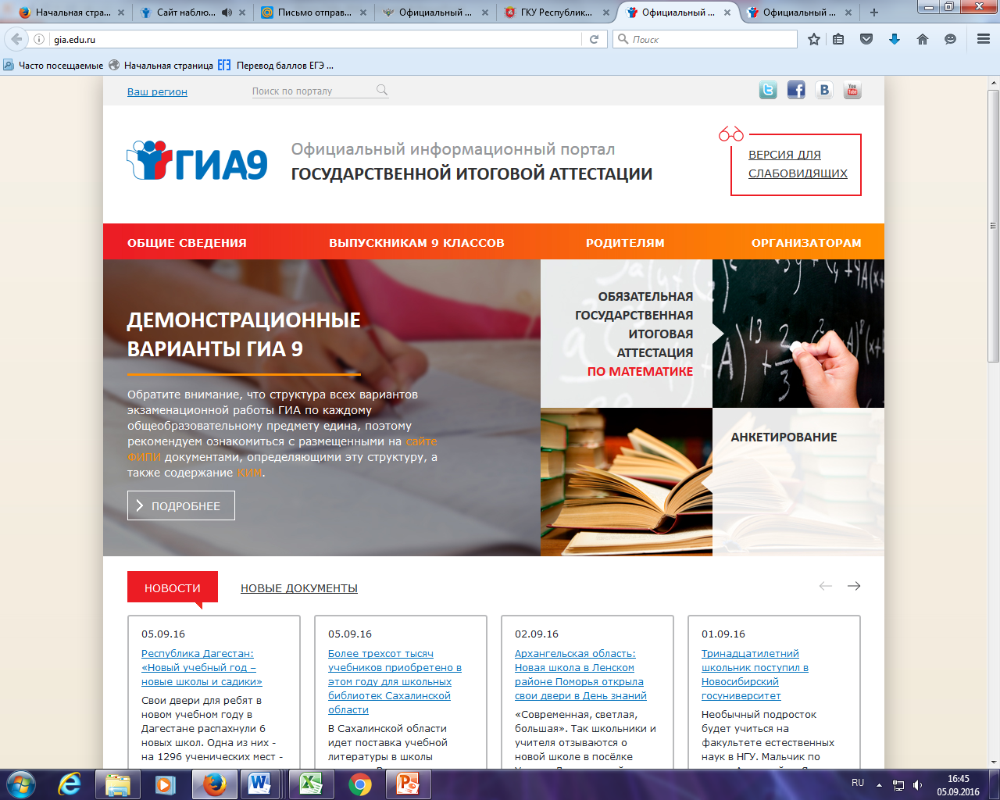 Начальная стра...
Сайт наблю...
Письмо отправ...
Официальный ...
ГКУ Республик...
Официальный ...
Официальный ...
gia.edu.ru
Поиск
Часто посещаемые
Начальная страница
Перевод баллов ЕГЭ ...
Ваш регион
Поиск по порталу
You
Tube
ГИА9
Официальный информационный портал
ГОСУДАРСТВЕННОЙ ИТОГОВОЙ АТТЕСТАЦИИ
ВЕРСИЯ ДЛЯ
СЛАБОВИДЯЩИХ
ОБЩИЕ СВЕДЕНИЯ
ВЫПУСКНИКАМ 9 КЛАССОВ
РОДИТЕЛЯМ
ОРГАНИЗАТОРАМ
ДЕМОНСТРАЦИОННЫЕ
ВАРИАНТЫ ГИА 9
Обратите внимание, что структура всех вариантов
экзаменационной работы ГИА по каждому
общеобразовательному предмету едина, поэтому
рекомендуем ознакомиться с размещенными на сайте
ФИПИ документами, определяющими эту структуру, а
также содержание КИМ.
ПОДРОБНЕЕ
ОБЯЗАТЕЛЬНАЯ
ГОСУДАРСТВЕННАЯ
ИТОГОВАЯ
АТТЕСТАЦИЯ
ПО МАТЕМАТИКЕ
АНКЕТИРОВАНИЕ
НОВОСТИ
НОВЫЕ ДОКУМЕНТЫ
05.09.16
Республика Дагестан:
«Новый учебный год –
новые школы и садики»
Свои двери для ребят в
новом учебном году в
Дагестане распахнули 6
новых школ. Одна из них -
на 1296 ученических мест -
05.09.16
Более трехсот тысяч
учебников приобретено в
этом году для школьных
библиотек Сахалинской
области
В Сахалинской области
идет поставка учебной
литературы в школы
02.09.16
Архангельская область:
Новая школа в Ленском
районе Поморья открыла
свои двери в День знаний
«Современная, светлая,
большая». Так школьники и
учителя отзываются о
новой школе в посёлке
01.09.16
Тринадцатилетний
школьник поступил в
Новосибирский
госуниверситет
Необычный подросток
будет учиться на
факультете естественных
наук в НГУ. Мальчик по
RU
16:45
05.09.2016